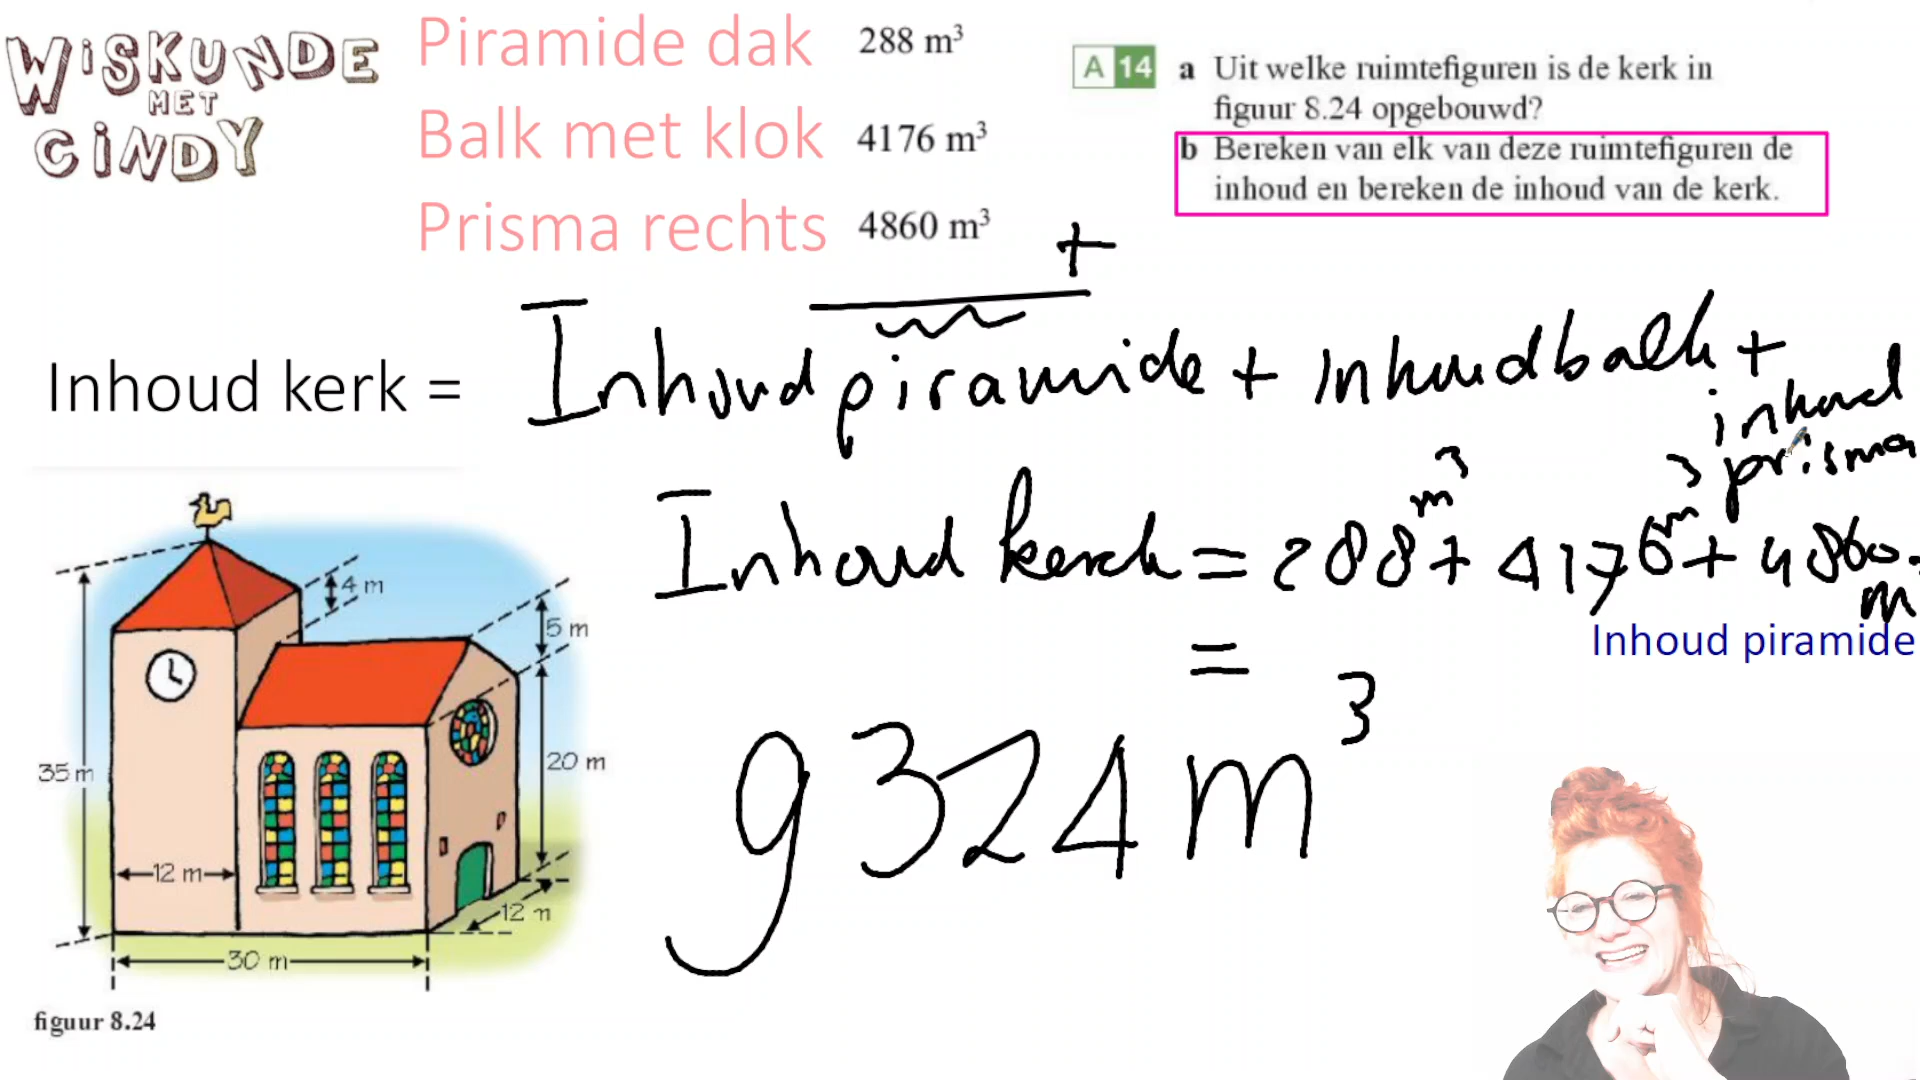 WiSKUNDE
MET
CiNDY
Piramide dak 288 m³
Balk met klok 4176 m³
Prisma rechts 4860 m³
+
A 14 a Uit welke ruimtefiguren is de kerk in
figuur 8.24 opgebouwd?
b Bereken van elk van deze ruimtefiguren de
inhoud en bereken de inhoud van de kerk.
Inhoud kerk = Inhoud piramide + inhoud balk +
inhoud
prisma
Inhoud kerk = 288 m³ + 4176 m³ + 4860
m
Inhoud piramide
=
9324 m³
4 m
5 m
35 m
20 m
12 m
12 m
30 m
figuur 8.24